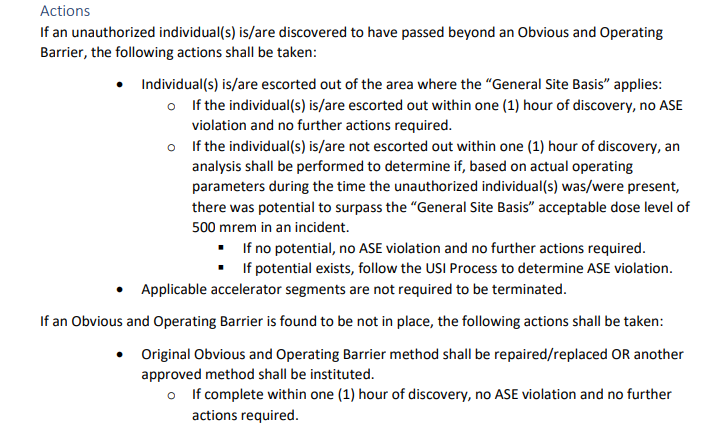 Actions
If an unauthorized individual(s) is/are discovered to have passed beyond an Obvious and Operating
Barrier, the following actions shall be taken:
• Individual(s) is/are escorted out of the area where the “General Site Basis” applies:
o If the individual(s) is/are escorted out within one (1) hour of discovery, no ASE
violation and no further actions required.
o If the individual(s) is/are not escorted out within one (1) hour of discovery, an
analysis shall be performed to determine if, based on actual operating
parameters during the time the unauthorized individual(s) was/were present,
there was potential to surpass the “General Site Basis” acceptable dose level of
500 mrem in an incident.
▪ If no potential, no ASE violation and no further actions required.
▪ If potential exists, follow the USI Process to determine ASE violation.
• Applicable accelerator segments are not required to be terminated.
If an Obvious and Operating Barrier is found to be not in place, the following actions shall be taken:
• Original Obvious and Operating Barrier method shall be repaired/replaced OR another
approved method shall be instituted.
o If complete within one (1) hour of discovery, no ASE violation and no further
actions required.